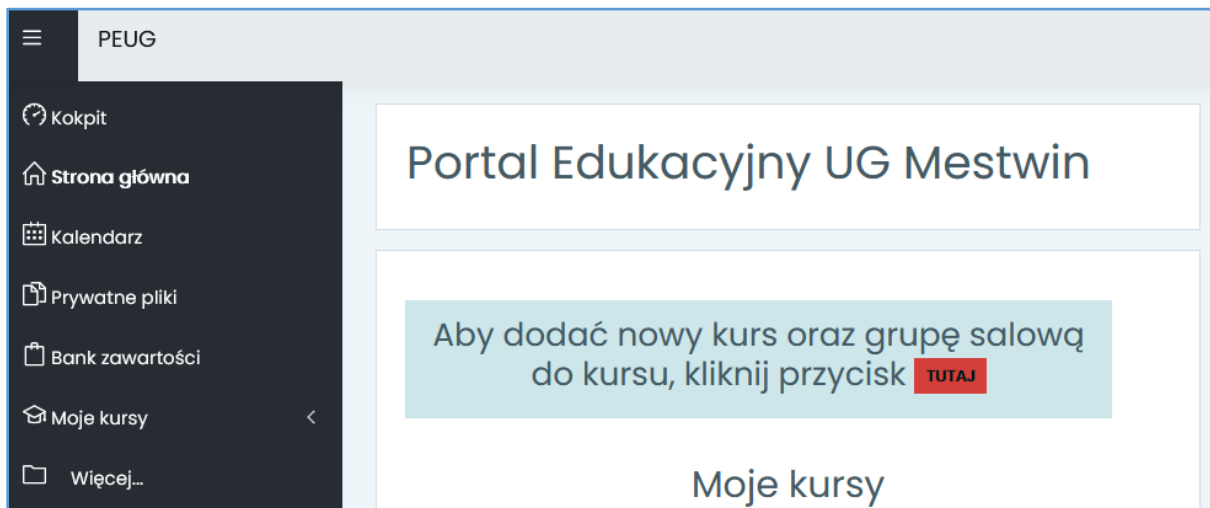 PEUG
Kokpit
Strona główna
Kalendarz
Prywatne pliki
Bank zawartości
Moje kursy
Więcej...
Portal Edukacyjny UG Mestwin
Aby dodać nowy kurs oraz grupę salową
do kursu, kliknij przycisk TUTAJ
Moje kursy